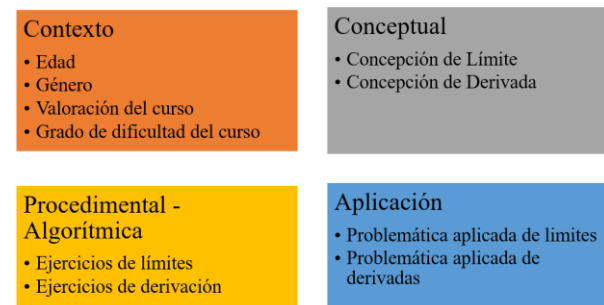 Contexto
• Edad
• Género
• Valoración del curso
• Grado de dificultad del curso
Conceptual
• Concepción de Límite
• Concepción de Derivada
Procedimental -
Algorítmica
• Ejercicios de límites
• Ejercicios de derivación
Aplicación
• Problemática aplicada de limites
• Problemática aplicada de
derivadas